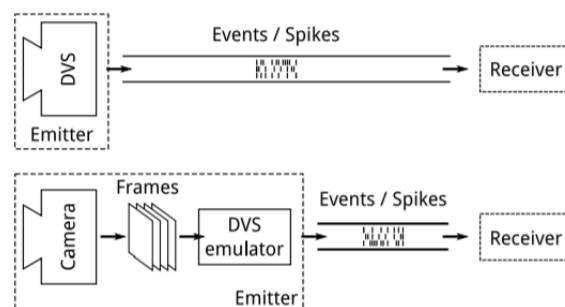 Events / Spikes
DVS
Receiver
Emitter
Frames
Events / Spikes
Camera
DVS
emulator
Receiver
Emitter